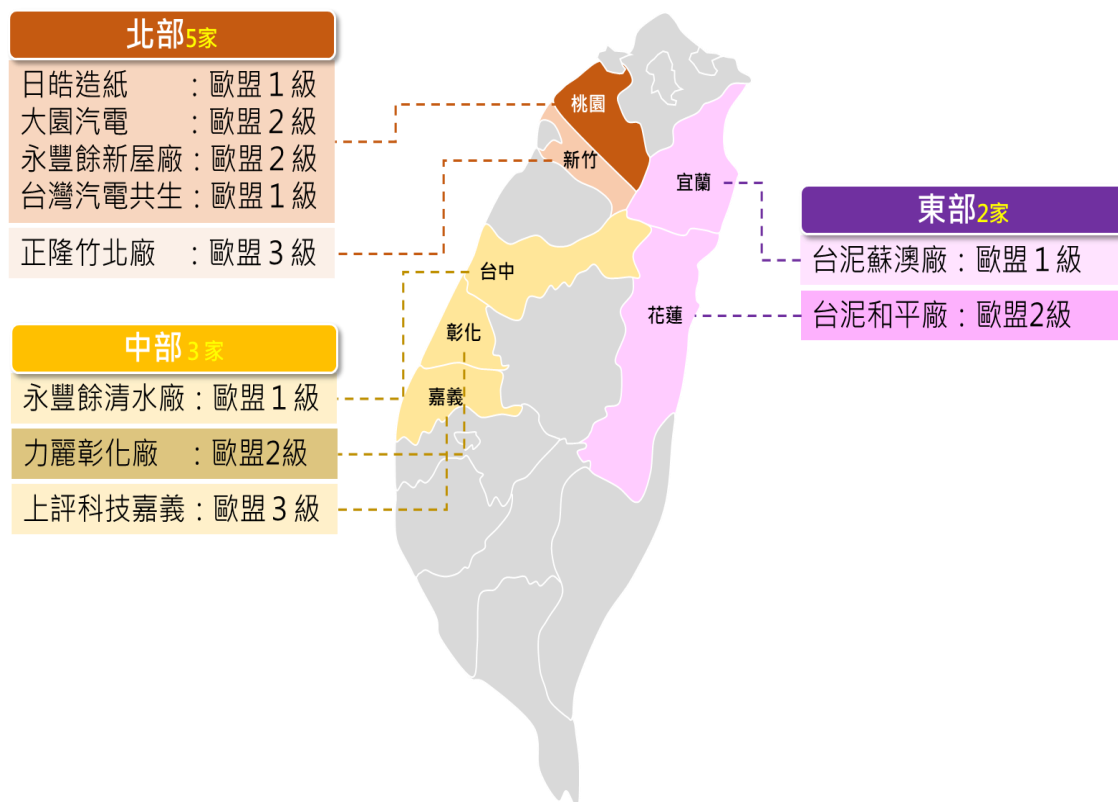 北部5家
日皓造紙 : 歐盟1級
大園汽電 : 歐盟2級
永豐餘新屋廠 : 歐盟2級
台灣汽電共生 : 歐盟1級
正隆竹北廠 : 歐盟3級
中部3家
永豐餘清水廠 : 歐盟1級
力麗彰化廠 : 歐盟2級
上評科技嘉義 : 歐盟3級
桃園
新竹
宜蘭
台中
花蓮
彰化
嘉義
東部2家
台泥蘇澳廠 : 歐盟1級
台泥和平廠 : 歐盟2級